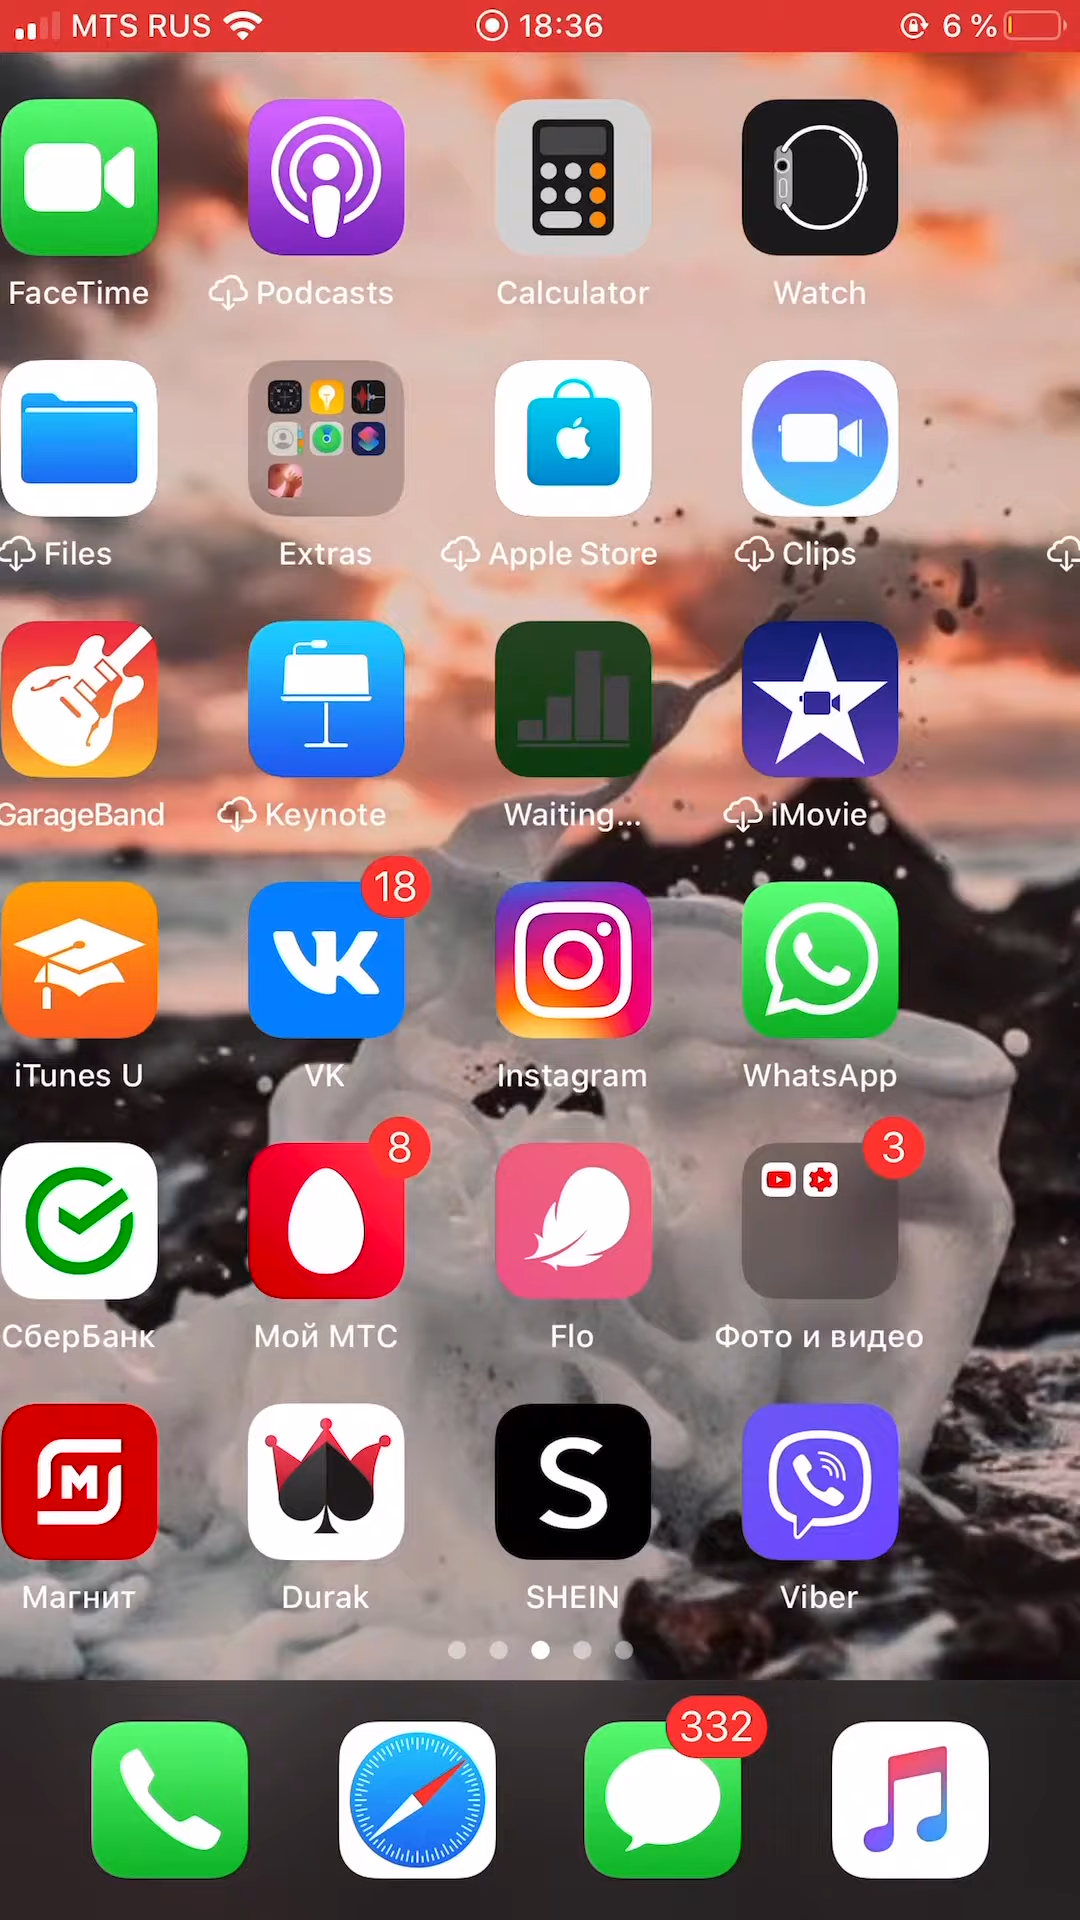 MTS RUS 18:36 6 %
FaceTime Podcasts Calculator Watch
Files Extras Apple Store Clips
GarageBand Keynote Waiting... iMovie
18
VK
iTunes U VK Instagram WhatsApp
8 3
СберБанк Мой МТС Flo Фото и видео
M S
Магнит Durak SHEIN Viber
332